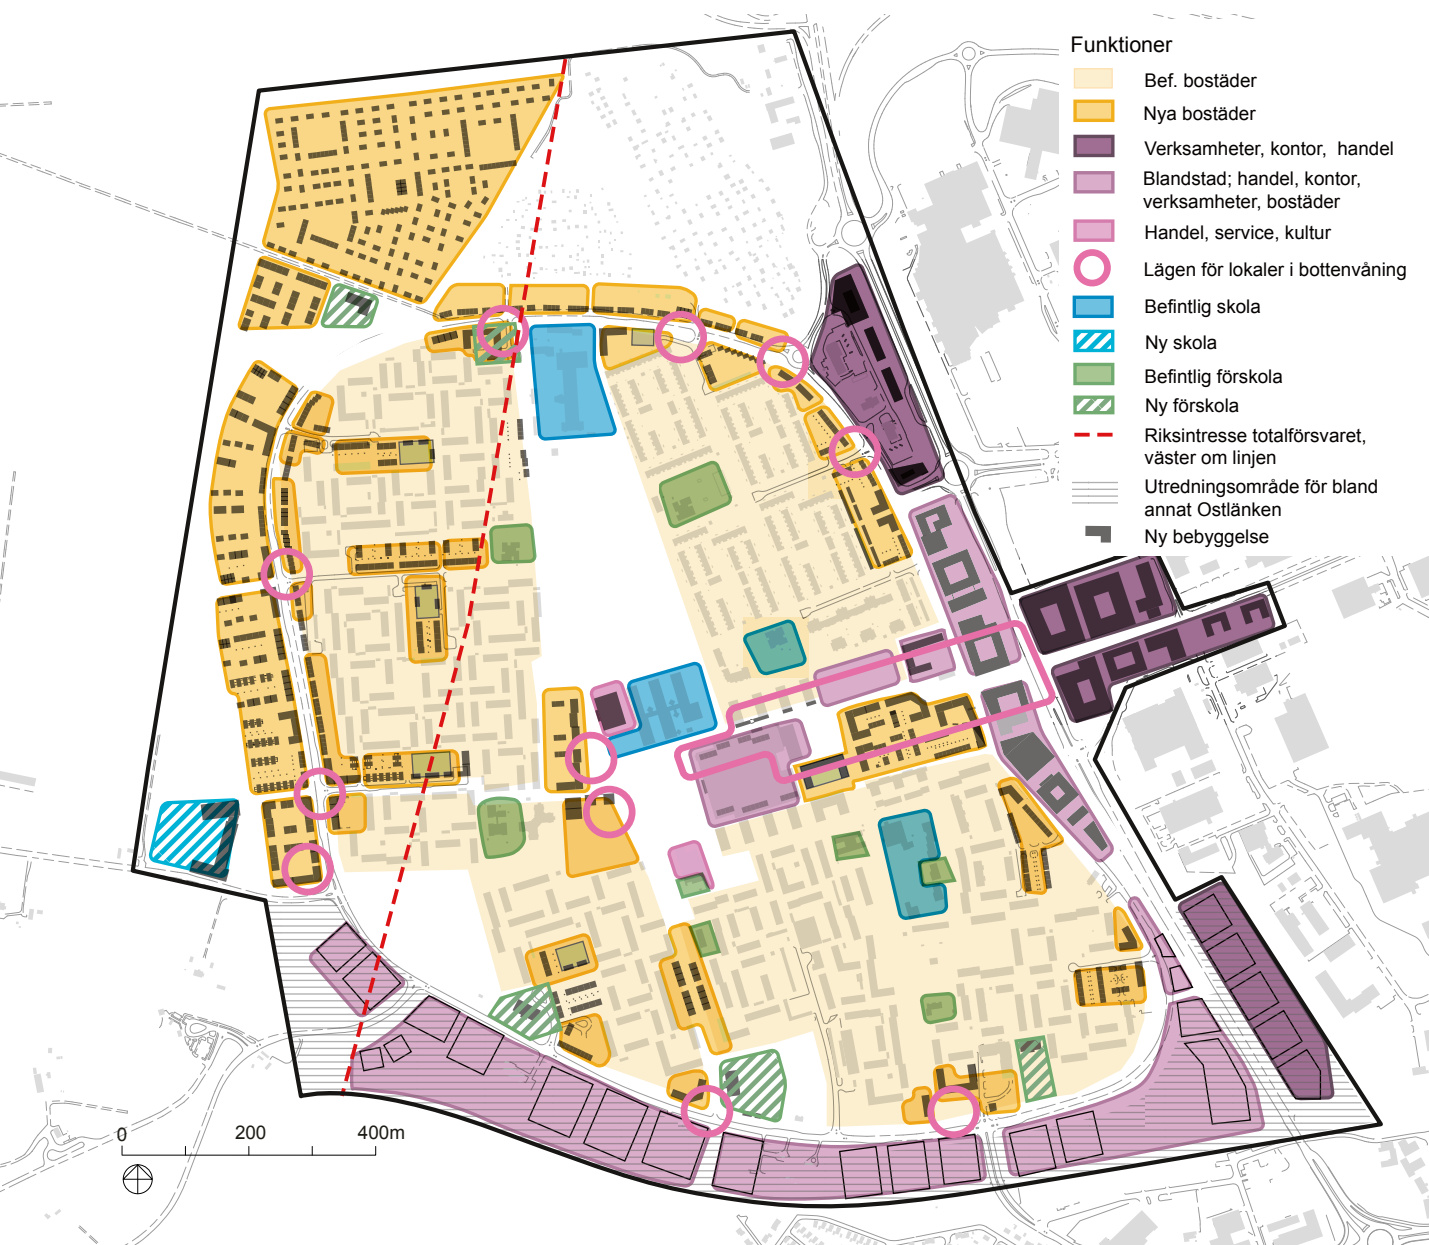 Funktioner
Bef. bostäder
Nya bostäder
Verksamheter, kontor, handel
Blandstad; handel, kontor,
verksamheter, bostäder
Handel, service, kultur
Lägen för lokaler i bottenvåning
Befintlig skola
Ny skola
Befintlig förskola
Ny förskola
Riksintresse totalförsvaret,
väster om linjen
Utredningsområde för bland
annat Ostlänken
Ny bebyggelse
0 200 400m